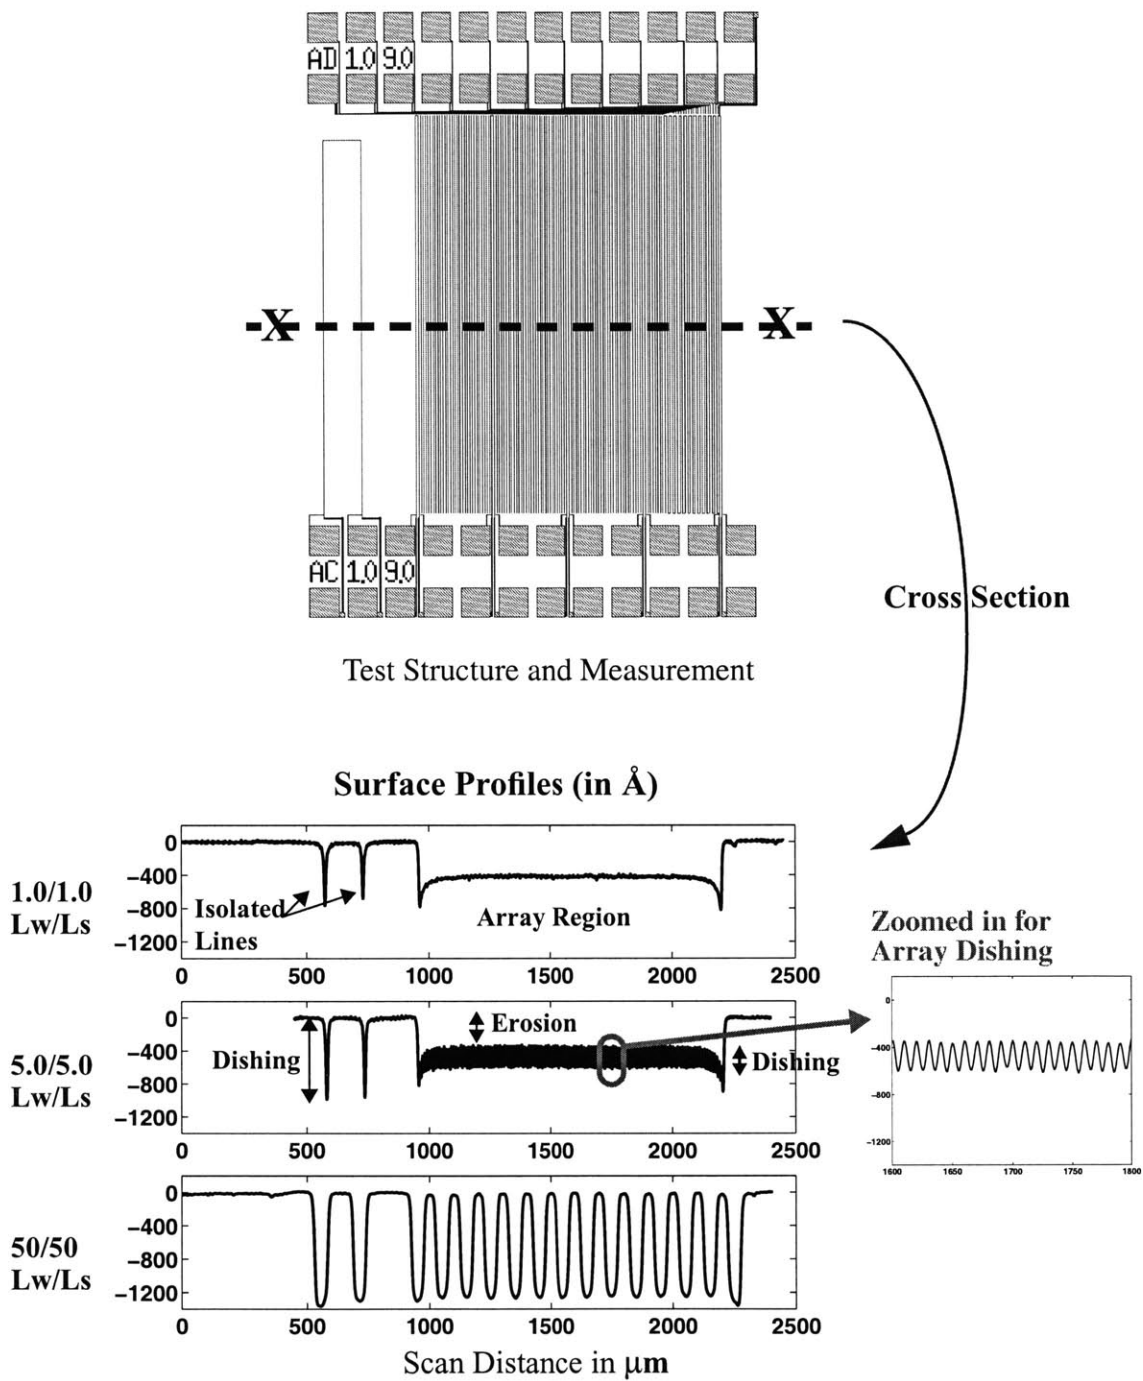 AD 1.0 9.0
X
X
AC 1.0 9.0
Cross Section
Test Structure and Measurement
Surface Profiles (in Å)
1.0/1.0
Lw/Ls
0
−400
−800
−1200
Isolated
Lines
Array Region
0 500 1000 1500 2000 2500
Zoomed in for
Array Dishing
0
−400
−800
−1200
1600 1650 1700 1750 1800
5.0/5.0
Lw/Ls
0
−400
−800
−1200
Dishing
Erosion
Dishing
0 500 1000 1500 2000 2500
50/50
Lw/Ls
0
−400
−800
−1200
0 500 1000 1500 2000 2500
Scan Distance in μm